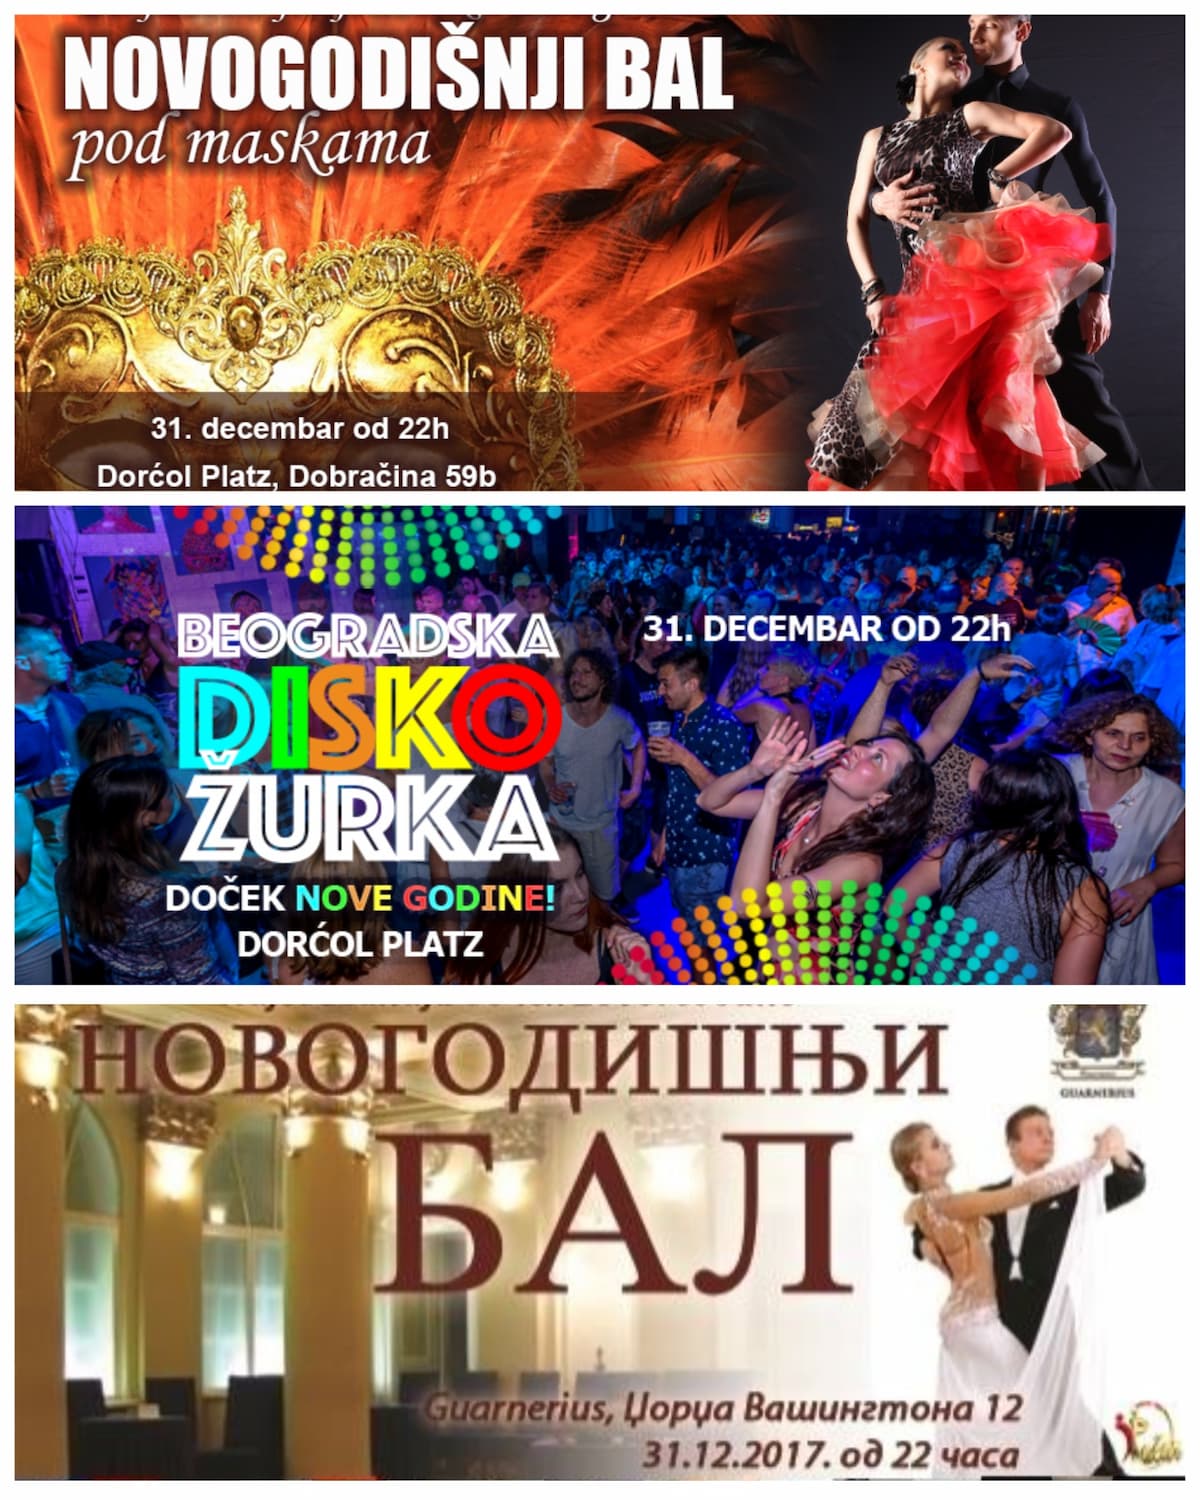 NOVOGODIŠNJI BAL
pod maskama
31. decembar od 22h
Dorćol Platz, Dobračina 59b
BEOGRADSKA
DISKO
ŽURKA
31. DECEMBAR OD 22h
DOČEK NOVE GODINE!
DORĆOL PLATZ
НОВОГОДИШЊИ
БАЛ
GUARNERIUS
Guarnerius, Џорџа Вашингтона 12
31.12.2017. од 22 часа